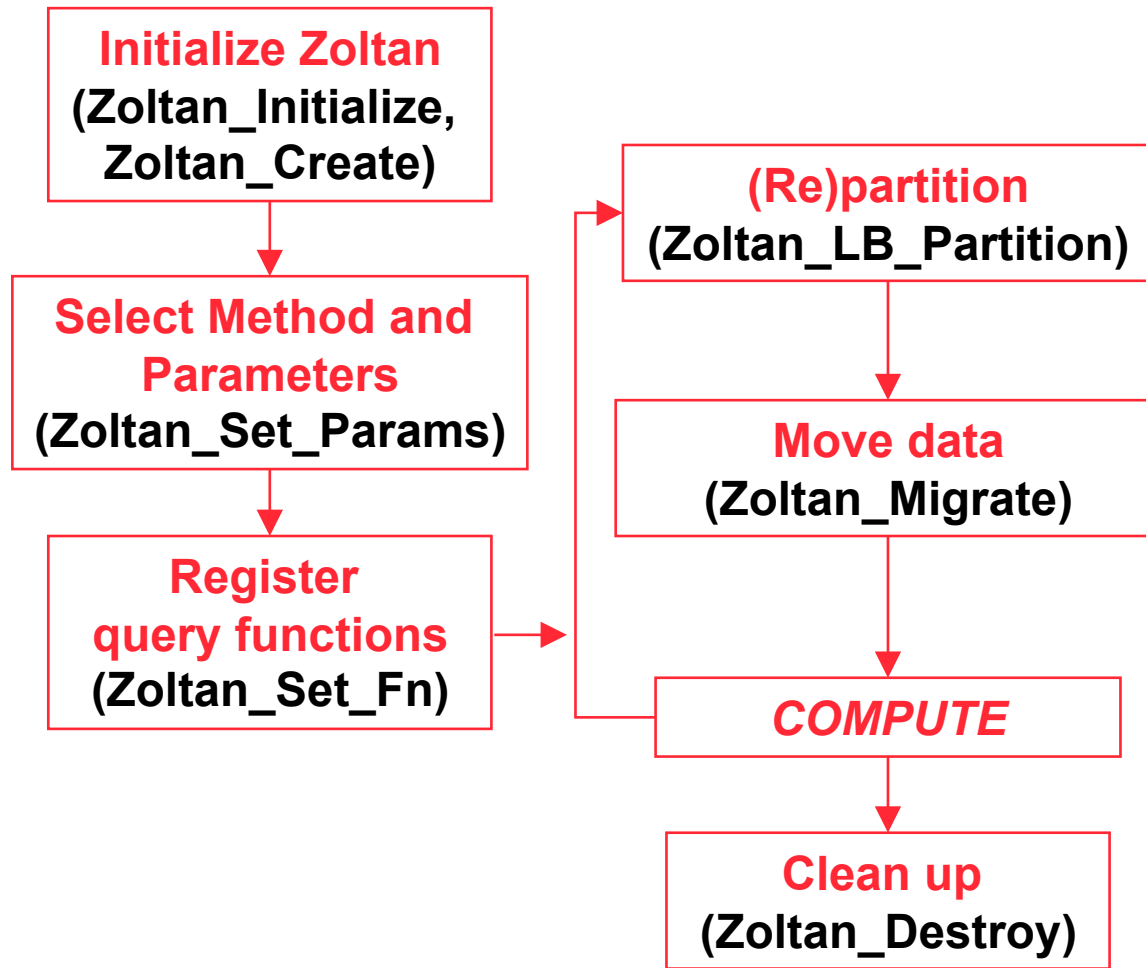 Initialize Zoltan
(Zoltan_Initialize,
Zoltan_Create)
Select Method and
Parameters
(Zoltan_Set_Params)
Register
query functions
(Zoltan_Set_Fn)
(Re)partition
(Zoltan_LB_Partition)
Move data
(Zoltan_Migrate)
COMPUTE
Clean up
(Zoltan_Destroy)